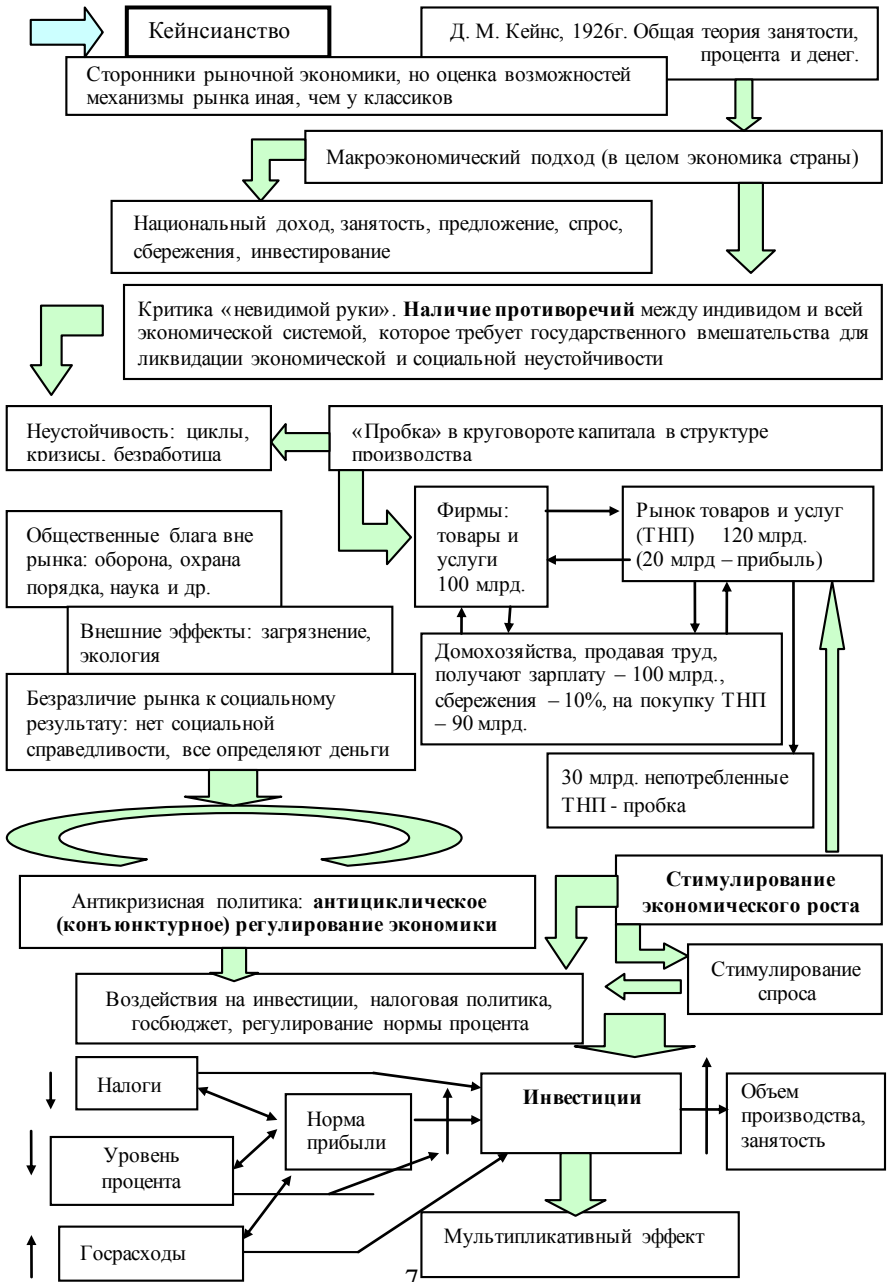 Кейнсианство
Д. М. Кейнс, 1926г. Общая теория занятости,
процента и денег.
Сторонники рыночной экономики, но оценка возможностей
механизмы рынка иная, чем у классиков
Макроэкономический подход (в целом экономика страны)
Национальный доход, занятость, предложение, спрос,
сбережения, инвестирование
Критика «невидимой руки». Наличие противоречий между индивидом и всей
экономической системой, которое требует государственного вмешательства для
ликвидации экономической и социальной неустойчивости
Неустойчивость: циклы,
кризисы, безработица
«Пробка» в круговороте капитала в структуре
производства
Фирмы:
товары и
услуги
100 млрд.
Рынок товаров и услуг
(ТНП) 120 млрд.
(20 млрд – прибыль)
Общественные блага вне
рынка: оборона, охрана
порядка, наука и др.
Внешние эффекты: загрязнение,
экология
Безразличие рынка к социальному
результату: нет социальной
справедливости, все определяют деньги
Домохозяйства, продавая труд,
получают зарплату – 100 млрд.,
сбережения – 10%, на покупку ТНП
– 90 млрд.
30 млрд. непотребленные
ТНП - пробка
Антикризисная политика: антициклическое
(конъюнктурное) регулирование экономики
Стимулирование
экономического роста
Стимулирование
спроса
Воздействия на инвестиции, налоговая политика,
госбюджет, регулирование нормы процента
Налоги
Норма
прибыли
Инвестиции
Объем
производства,
занятость
Уровень
процента
Госрасходы
Мультипликативный эффект
7